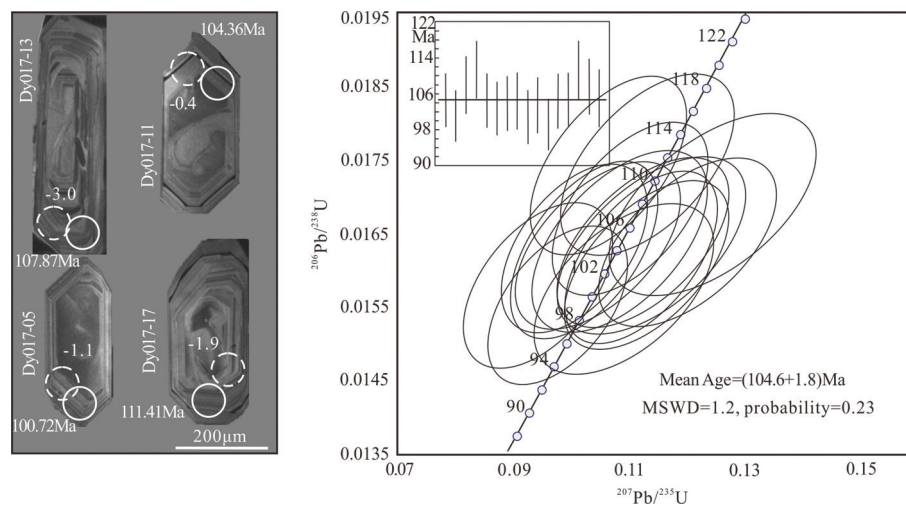 Dy017-13
104.36Ma
-0.4
Dy017-11
-3.0
107.87Ma
Dy017-05
-1.1
100.72Ma
Dy017-17
-1.9
111.41Ma
200μm
0.0195
0.0185
0.0175
0.0165
0.0155
0.0145
0.0135
²⁰⁶Pb/²³⁸U
122
Ma
114
106
98
90
122
118
114
110
106
102
98
94
90
Mean Age=(104.6+1.8)Ma
MSWD=1.2, probability=0.23
0.07
0.09
0.11
0.13
0.15
²⁰⁷Pb/²³⁵U